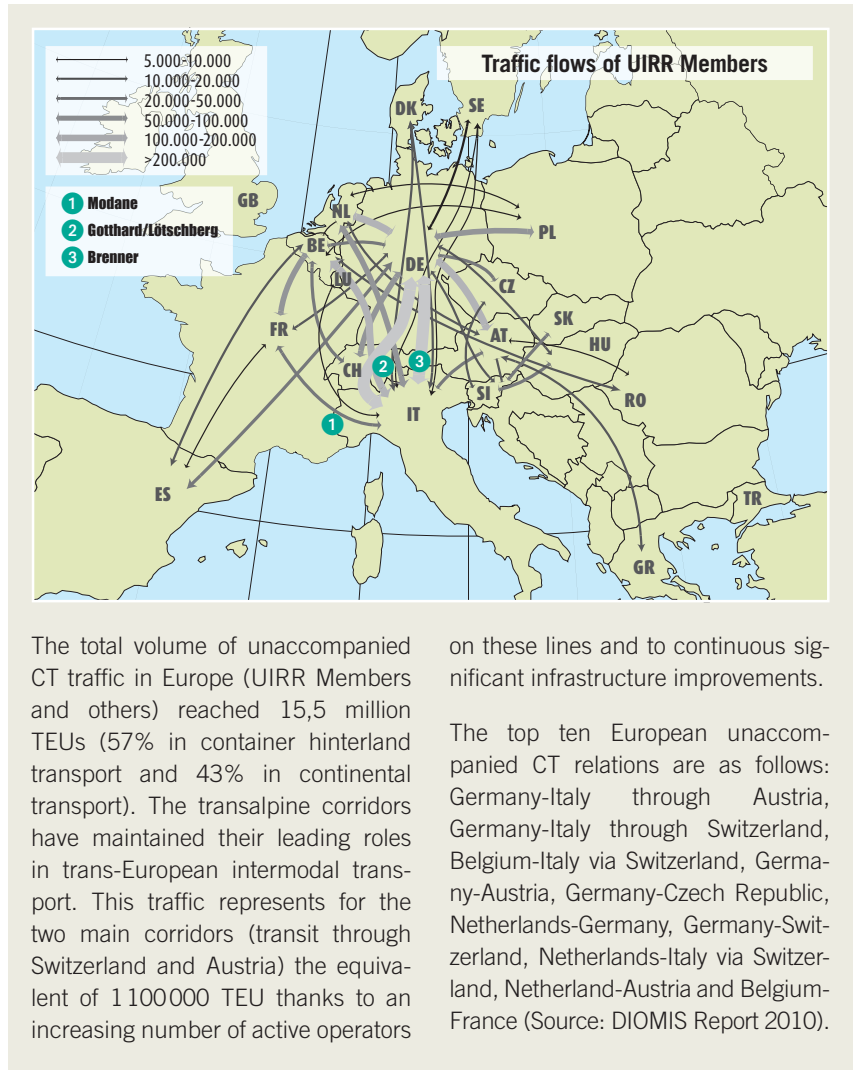 Traffic flows of UIRR Members
5.000-10.000
10.000-20.000
20.000-50.000
50.000-100.000
100.000-200.000
>200.000
1 Modane
2 Gotthard/Lötschberg
3 Brenner
DK
SE
GB
NL
BE
PL
DE
LU
CZ
SK
FR
AT
HU
CH
2
3
SI
RO
IT
1
ES
TR
GR
The total volume of unaccompanied
CT traffic in Europe (UIRR Members
and others) reached 15,5 million
TEUs (57% in container hinterland
transport and 43% in continental
transport). The transalpine corridors
have maintained their leading roles
in trans-European intermodal trans-
port. This traffic represents for the
two main corridors (transit through
Switzerland and Austria) the equiva-
lent of 1 100 000 TEU thanks to an
increasing number of active operators
on these lines and to continuous sig-
nificant infrastructure improvements.
The top ten European unaccom-
panied CT relations are as follows:
Germany-Italy through Austria,
Germany-Italy through Switzerland,
Belgium-Italy via Switzerland, Germa-
ny-Austria, Germany-Czech Republic,
Netherlands-Germany, Germany-Swit-
zerland, Netherlands-Italy via Switzer-
land, Netherland-Austria and Belgium-
France (Source: DIOMIS Report 2010).